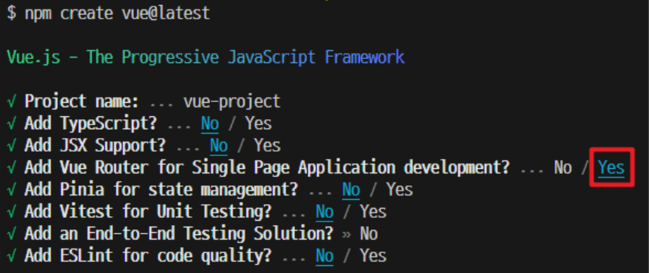 $ npm create vue@latest
Vue.js - The Progressive JavaScript Framework
√ Project name: ... vue-project
√ Add TypeScript? ... No / Yes
√ Add JSX Support? ... No / Yes
√ Add Vue Router for Single Page Application development? ... No / Yes
√ Add Pinia for state management? ... No / Yes
√ Add Vitest for Unit Testing? ... No / Yes
√ Add an End-to-End Testing Solution? » No
√ Add ESLint for code quality? ... No / Yes